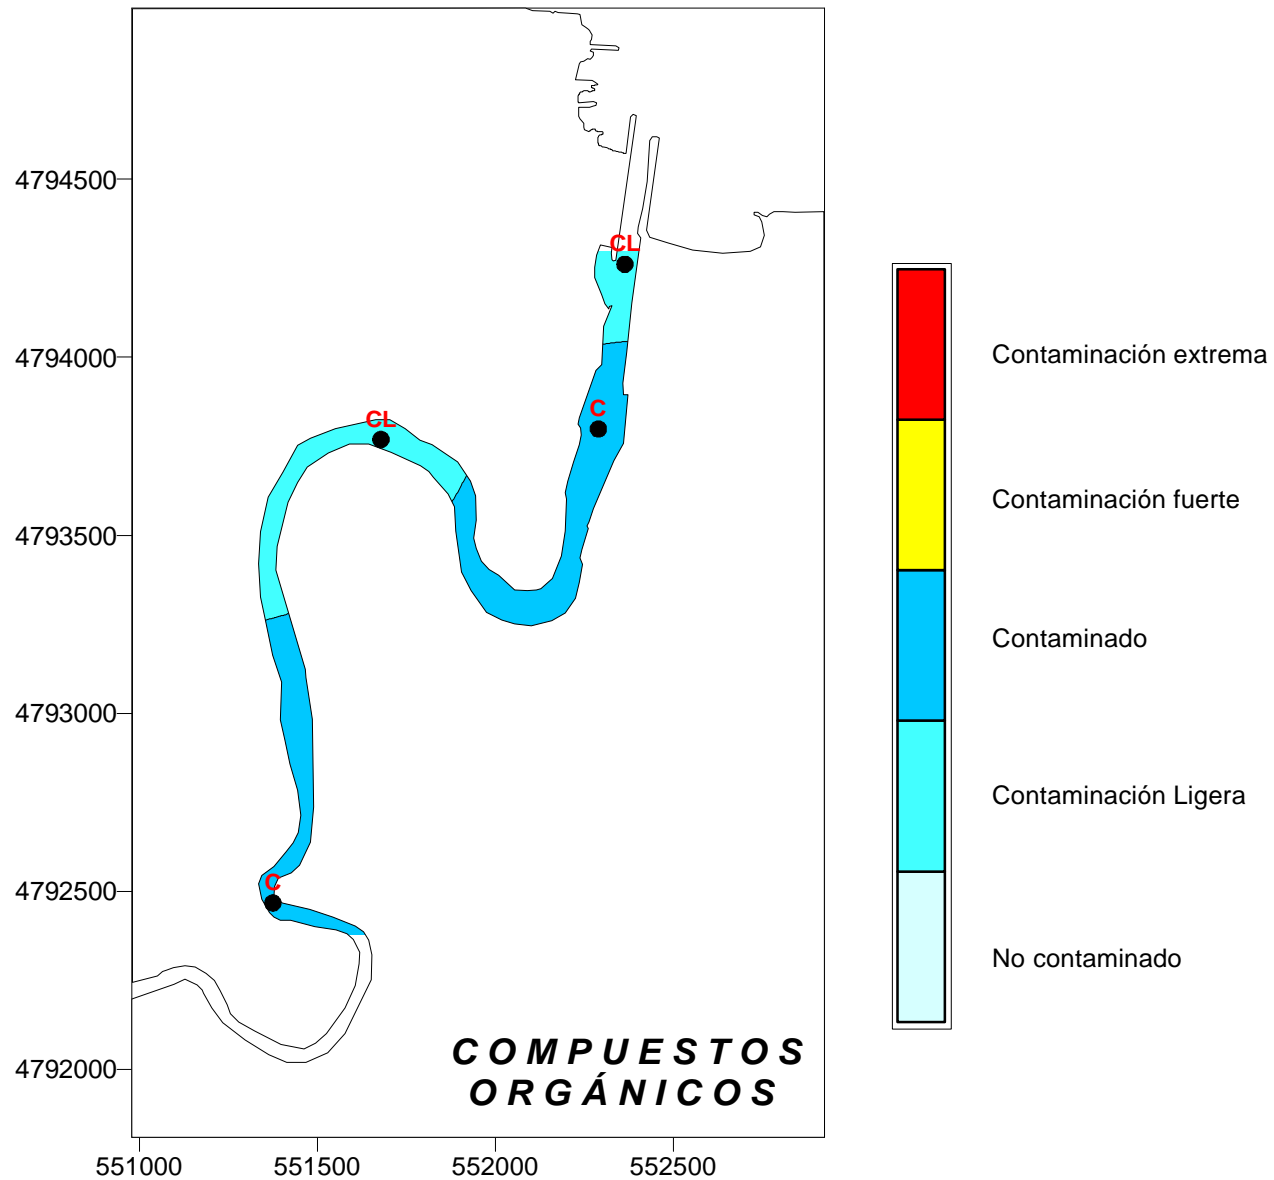 4794500
4794000
4793500
4793000
4792500
4792000
551000
551500
552000
552500
CL
C
CL
C
COMPUESTOS
ORGÁNICOS
Contaminación extrema
Contaminación fuerte
Contaminado
Contaminación Ligera
No contaminado